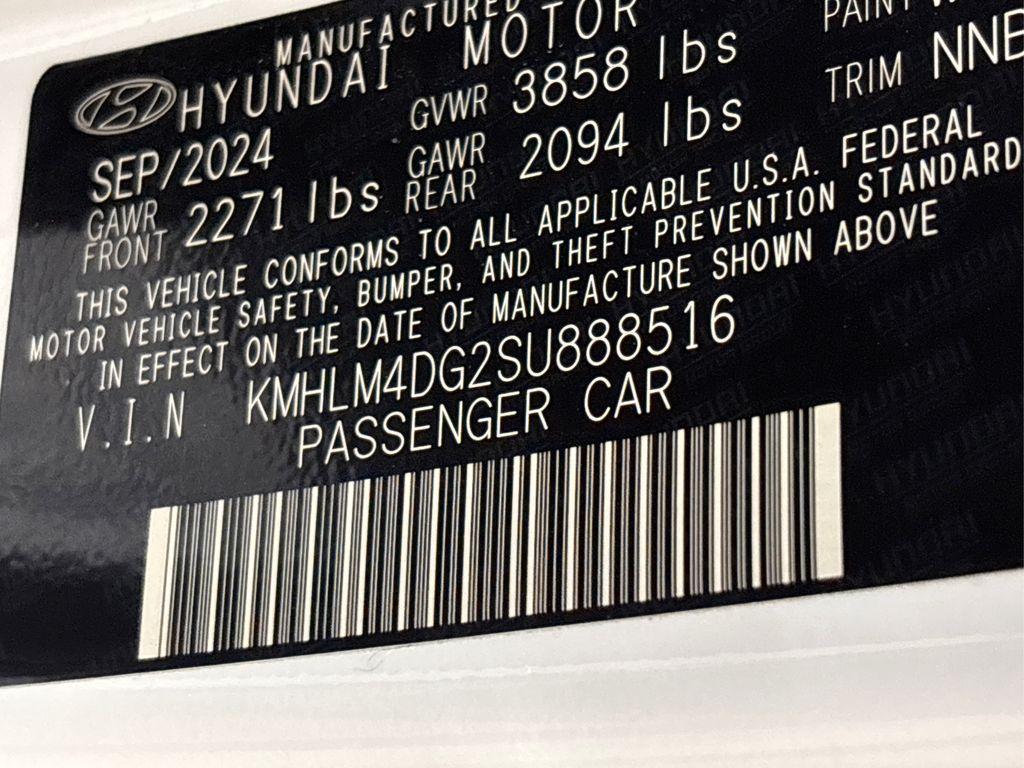 MANUFACTURED
HYUNDAI MOTOR
SEP/2024 GVWR 3858 lbs
GAWR FRONT 2271 lbs GAWR REAR 2094 lbs
PAINT
TRIM NNB
THIS VEHICLE CONFORMS TO ALL APPLICABLE U.S.A. FEDERAL
MOTOR VEHICLE SAFETY, BUMPER, AND THEFT PREVENTION STANDARD
IN EFFECT ON THE DATE OF MANUFACTURE SHOWN ABOVE
V.I.N KMHLM4DG2SU888516
PASSENGER CAR